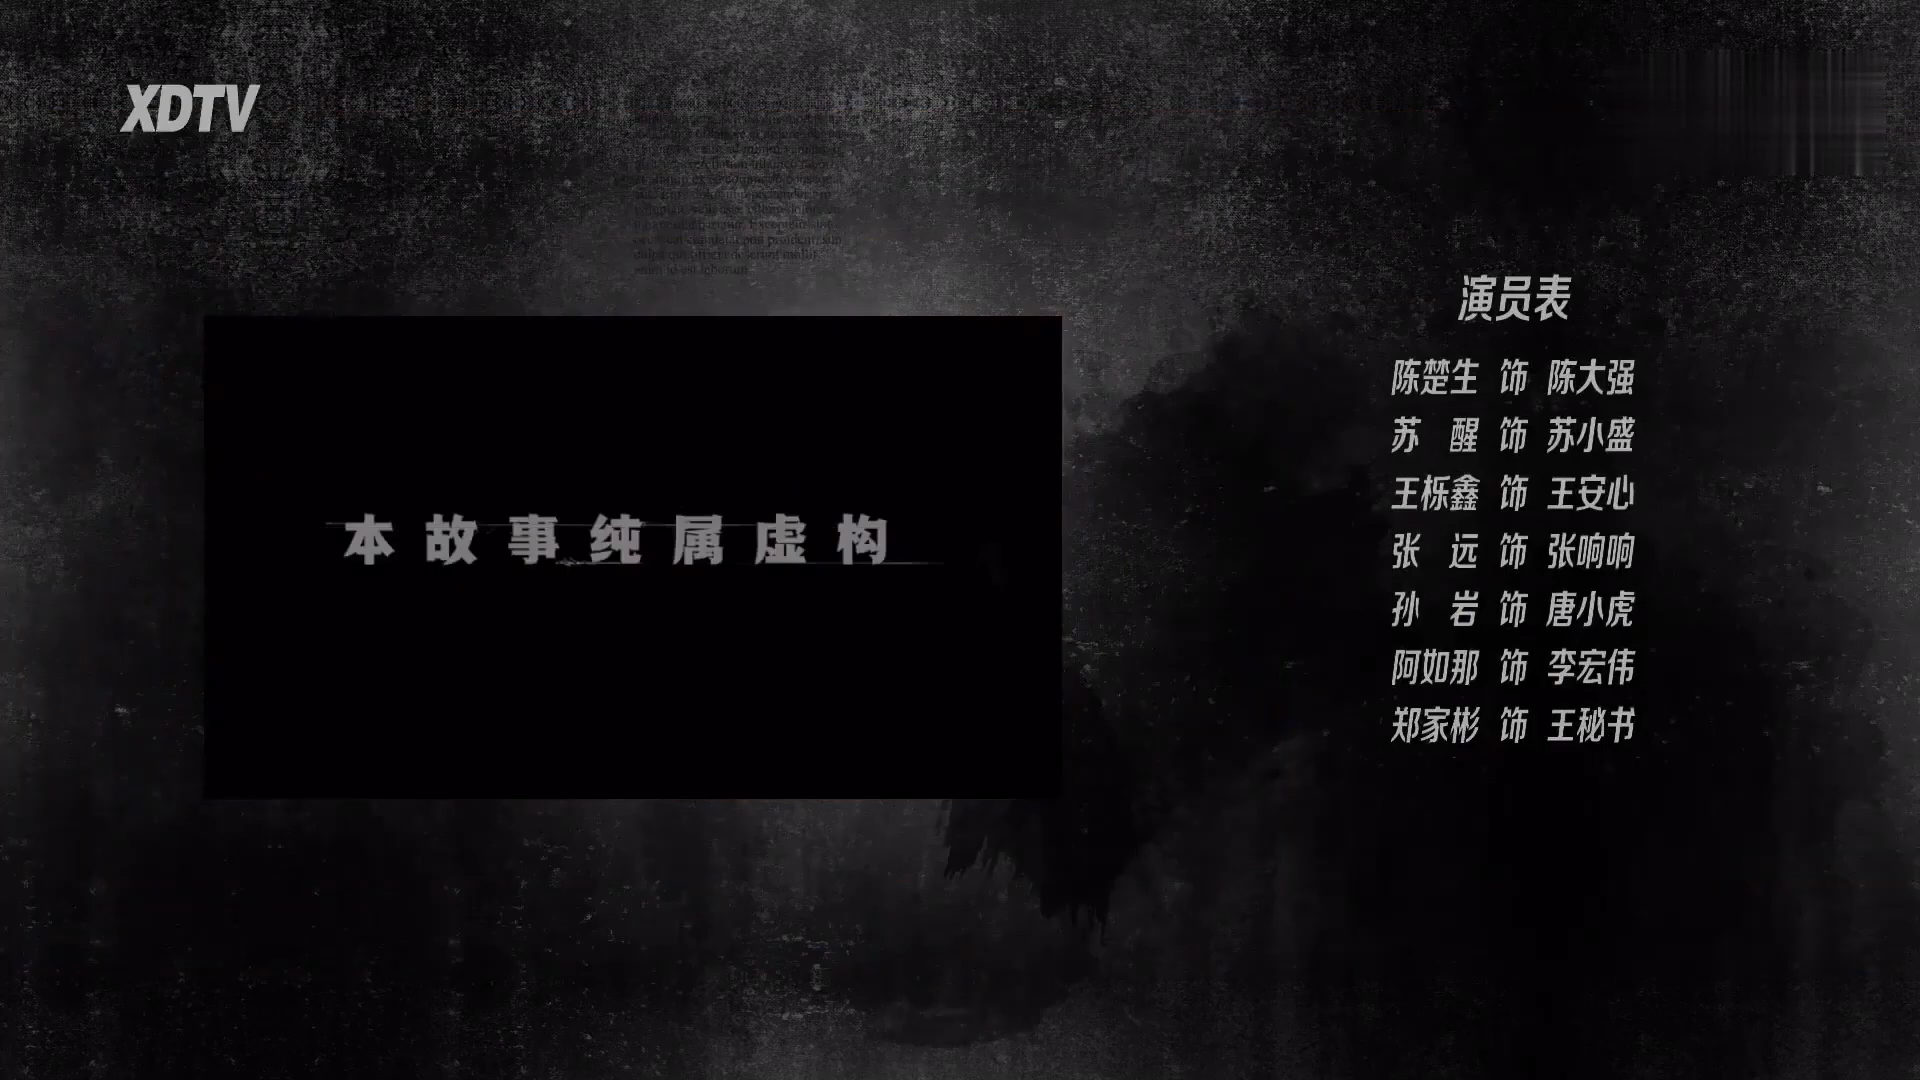 XDTV
演员表
陈楚生 饰 陈大强
苏 醒 饰 苏小盛
王栎鑫 饰 王安心
张 远 饰 张响响
孙 岩 饰 唐小虎
阿如那 饰 李宏伟
郑家彬 饰 王秘书
本故事纯属虚构